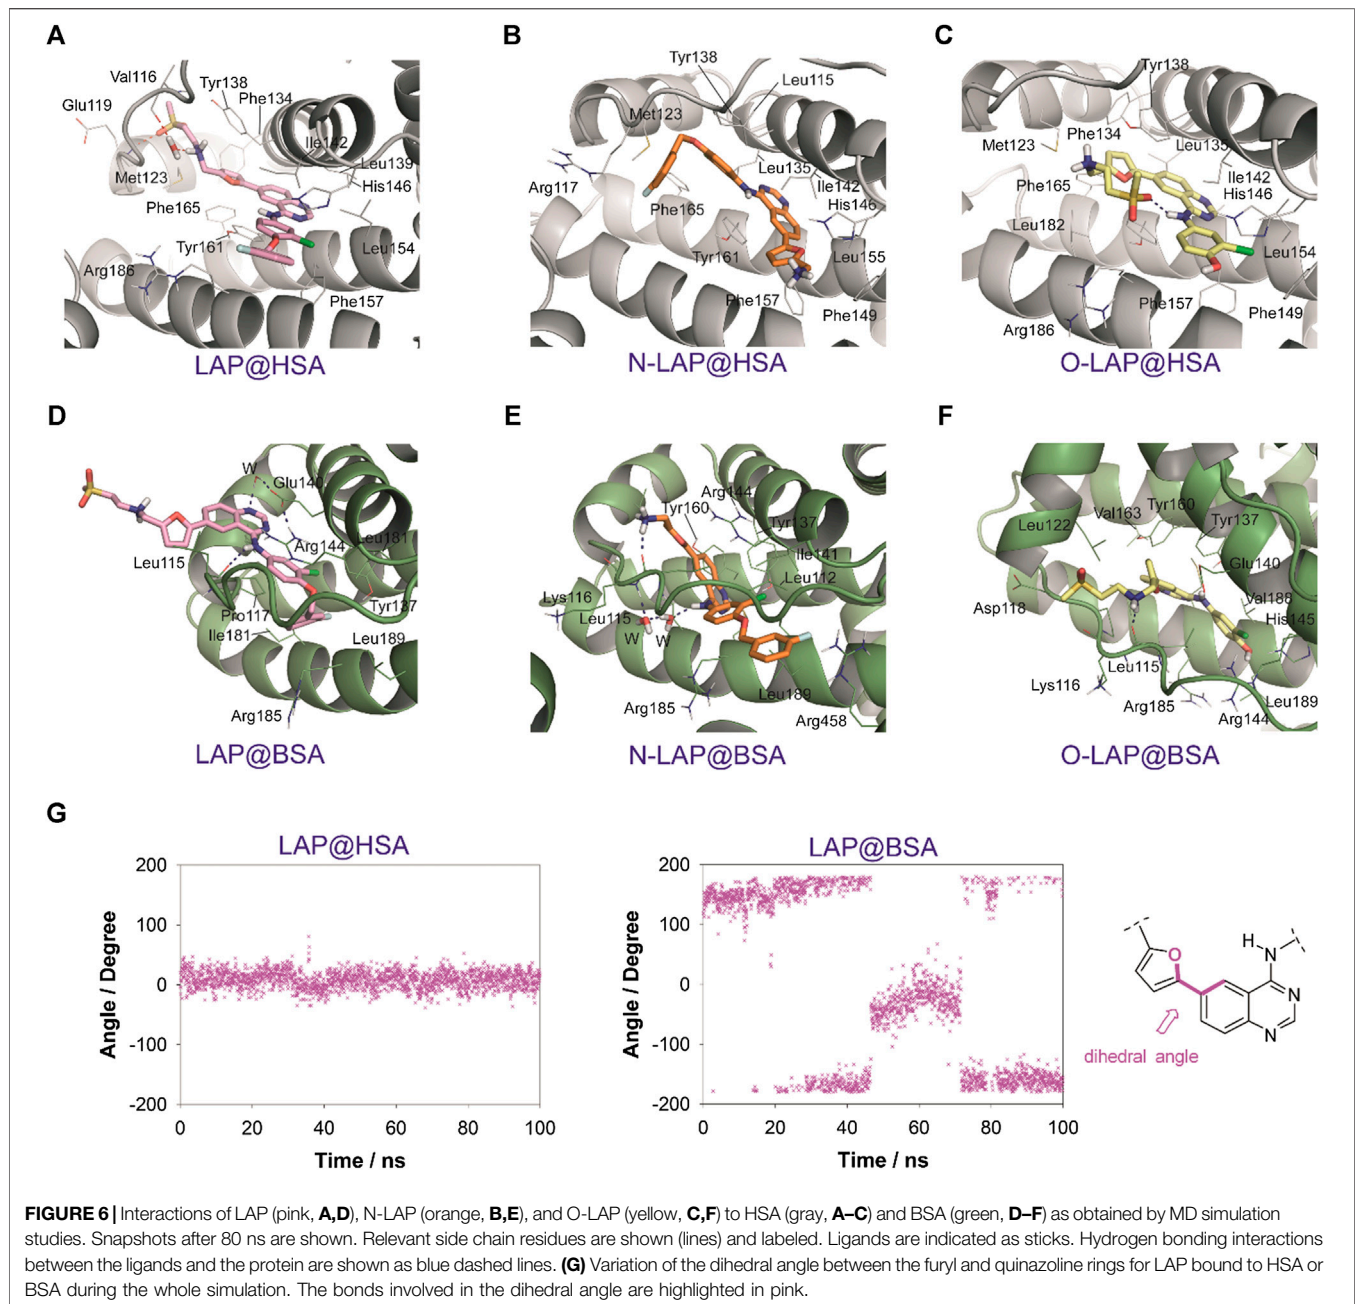 A
Val116
Tyr138
Phe134
Glu119
Ile142
Leu139
Met123
His146
Phe165
Tyr161
Leu154
Arg186
Phe157
LAP@HSA
B
Tyr138
Leu115
Met123
Leu135
Arg117
Ile142
His146
Phe165
Tyr161
Leu155
Phe157
Phe149
N-LAP@HSA
C
Tyr138
Phe134
Met123
Leu135
Phe165
Ile142
His146
Leu182
Leu154
Phe157
Phe149
Arg186
O-LAP@HSA
D
W
Glu140
Leu181
Arg144
Leu115
Pro117
Tyr137
Ile181
Leu189
Arg185
LAP@BSA
E
Arg144
Tyr160
Tyr137
Ile141
Leu112
Lys116
Leu115
W
W
Leu189
Arg185
Arg458
N-LAP@BSA
F
Leu122
Val163
Tyr160
Tyr137
Glu140
Asp118
Val186
His145
Leu115
Lys116
Arg185
Leu189
Arg144
O-LAP@BSA
G
LAP@HSA
200
100
0
-100
-200
Angle / Degree
0 20 40 60 80 100
Time / ns
LAP@BSA
200
100
0
-100
-200
Angle / Degree
0 20 40 60 80 100
Time / ns
O
H
N
N
N
dihedral angle
FIGURE 6 | Interactions of LAP (pink, A,D), N-LAP (orange, B,E), and O-LAP (yellow, C,F) to HSA (gray, A–C) and BSA (green, D–F) as obtained by MD simulation
studies. Snapshots after 80 ns are shown. Relevant side chain residues are shown (lines) and labeled. Ligands are indicated as sticks. Hydrogen bonding interactions
between the ligands and the protein are shown as blue dashed lines. (G) Variation of the dihedral angle between the furyl and quinazoline rings for LAP bound to HSA or
BSA during the whole simulation. The bonds involved in the dihedral angle are highlighted in pink.